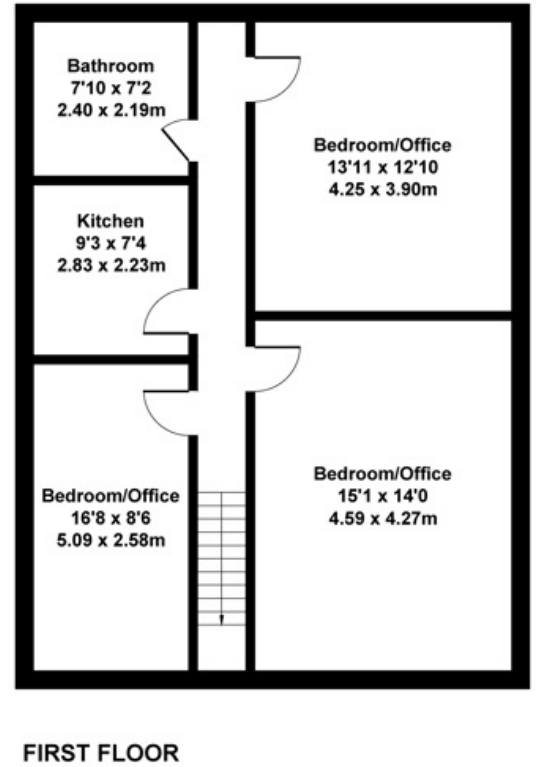 Bathroom
7'10 x 7'2
2.40 x 2.19m
Bedroom/Office
13'11 x 12'10
4.25 x 3.90m
Kitchen
9'3 x 7'4
2.83 x 2.23m
Bedroom/Office
15'1 x 14'0
4.59 x 4.27m
Bedroom/Office
16'8 x 8'6
5.09 x 2.58m
FIRST FLOOR